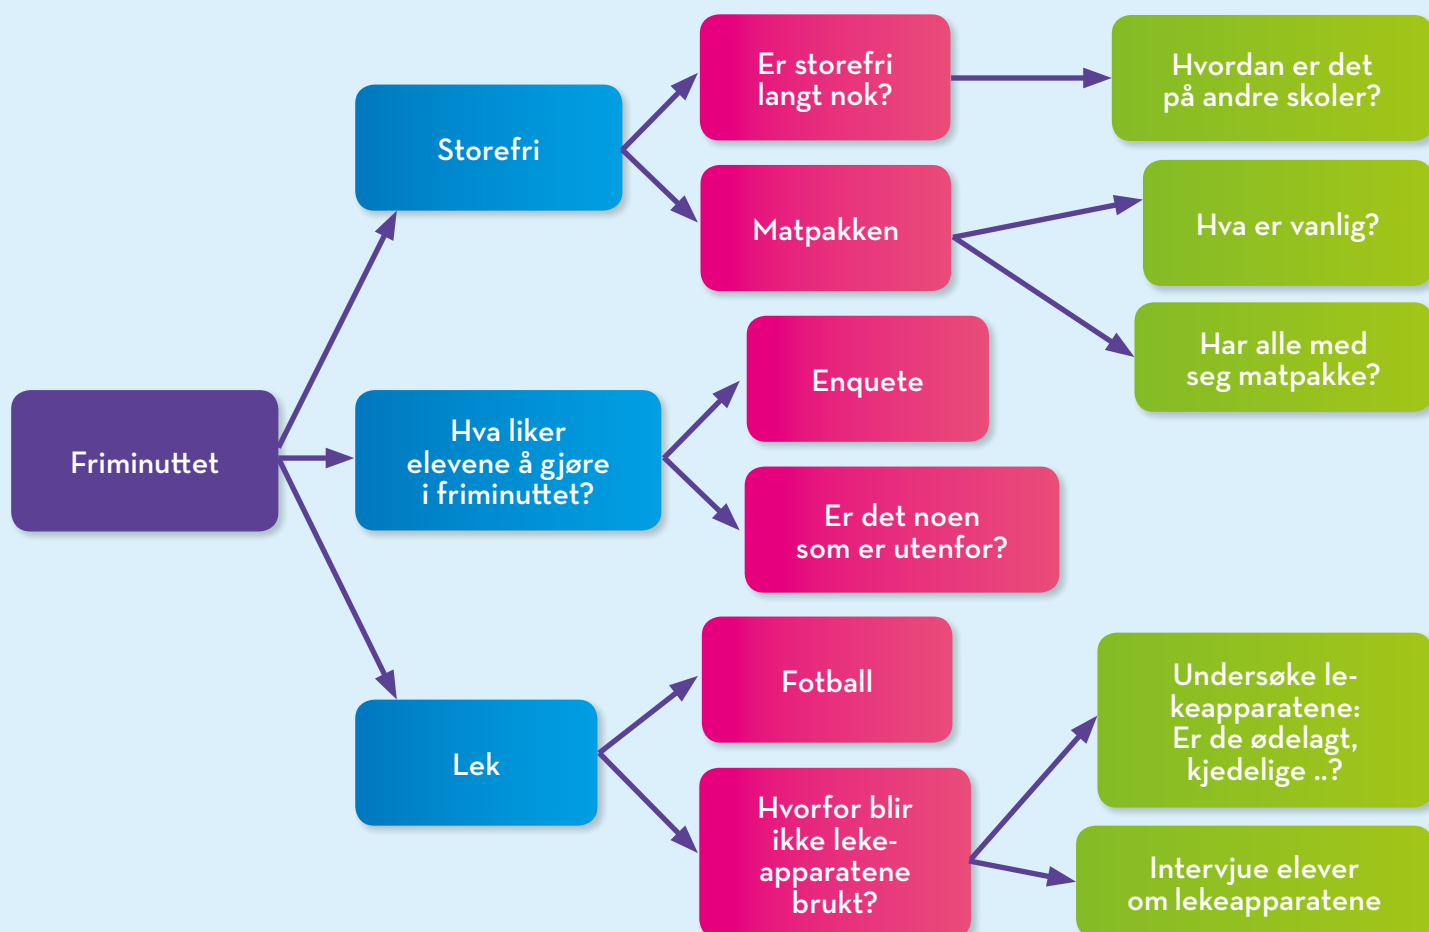 Er storefri
langt nok?
Hvordan er det
på andre skoler?
Storefri
Matpakken
Hva er vanlig?
Har alle med
seg matpakke?
Enquete
Friminuttet
Hva liker
elevene å gjøre
i friminuttet?
Er det noen
som er utenfor?
Fotball
Undersøke le-
keapparatene:
Er de ødelagt,
kjedelige ..?
Lek
Hvorfor blir
ikke leke-
apparatene
brukt?
Intervjue elever
om lekeapparatene